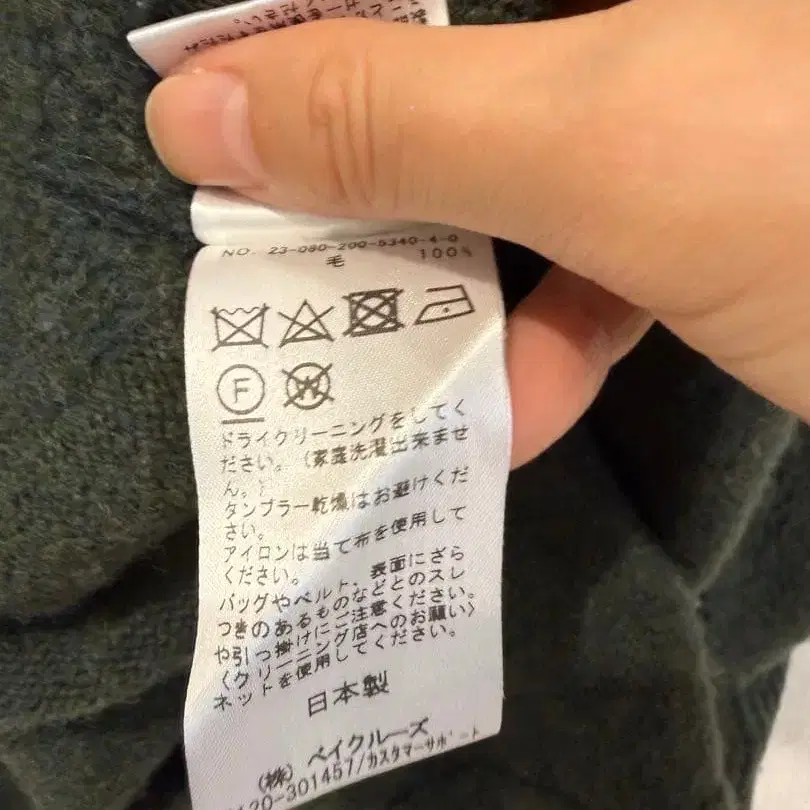 NO. 23-080-200-5340-4-0
毛 100%
F
W
ドライクリーニングをしてく
ださい。(家庭洗濯出来ませ
ん。)
タンブラー乾燥はお避けくだ
さい。
アイロンは当て布を使用して
ください。
バッグやベルト、表面にざら
つきのあるものなどとのスレ
や引っ掛けにご注意ください。
〈クリーニング店へのお願い〉
ネットを使用してください。
日本製
(株) ベイクルーズ
120-301457/カスタマーサポート